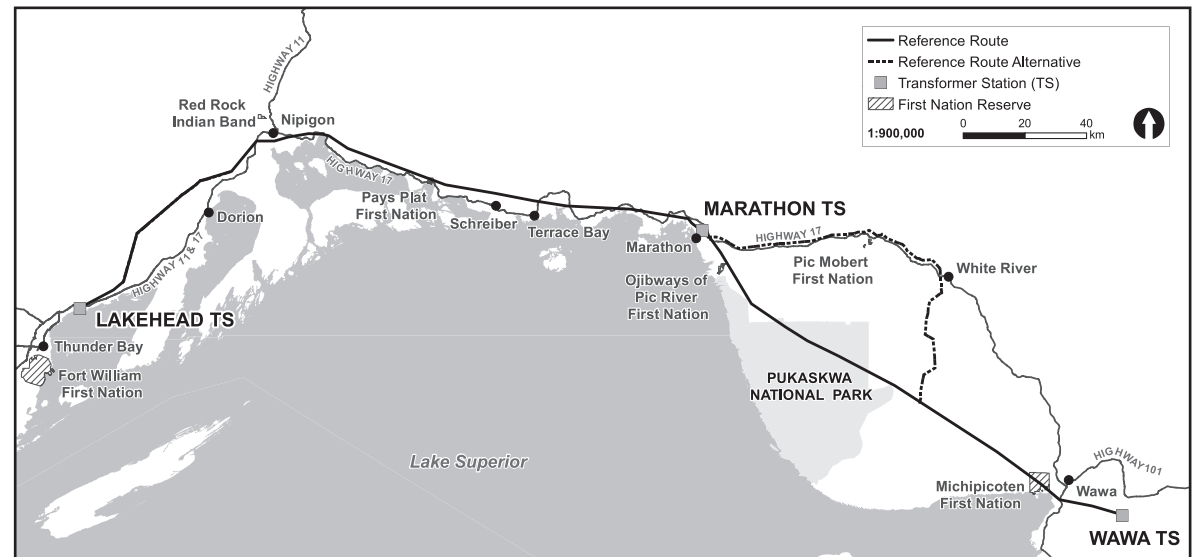 HIGHWAY 11
Red Rock
Indian Band
Nipigon
HIGHWAY 17
Pays Plat
First Nation
Schreiber
Terrace Bay
Dorion
HIGHWAY 11 & 17
LAKEHEAD TS
Thunder Bay
Fort William
First Nation
Lake Superior
MARATHON TS
Marathon
HIGHWAY 17
Ojibways of
Pic River
First Nation
Pic Mobert
First Nation
White River
PUKASKWA
NATIONAL PARK
Michipicoten
First Nation
Wawa
HIGHWAY 101
WAWA TS
Reference Route
Reference Route Alternative
Transformer Station (TS)
First Nation Reserve
1:900,000
0 20 40
km